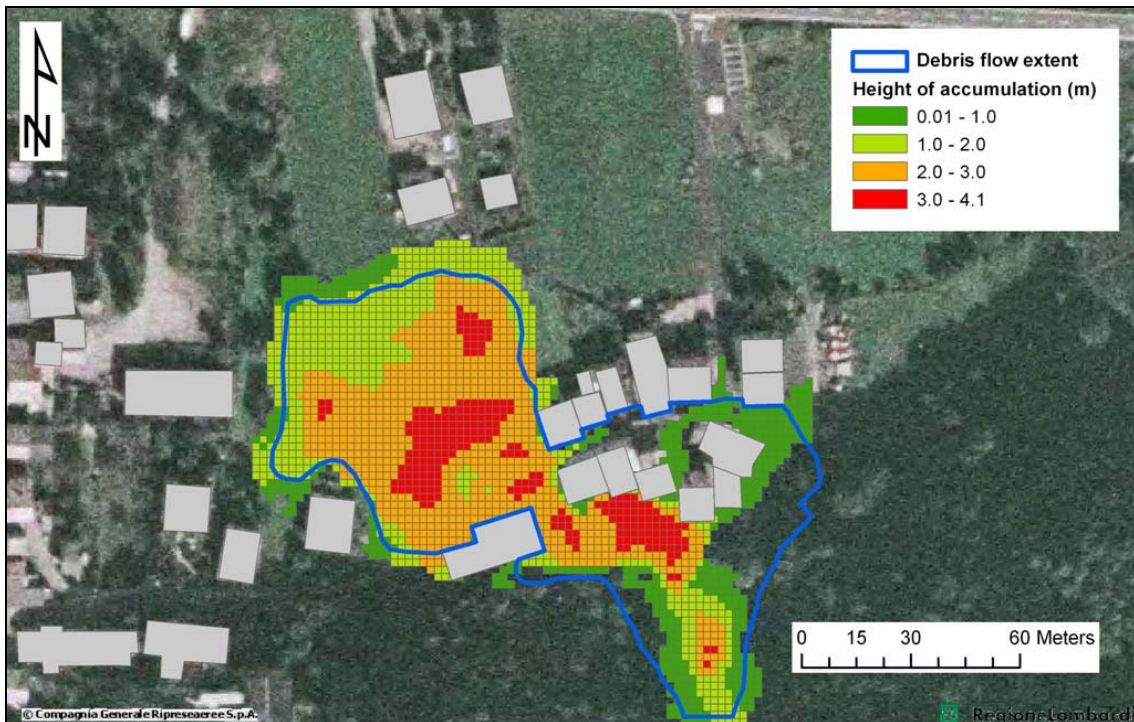 N
Debris flow extent
Height of accumulation (m)
0.01 - 1.0
1.0 - 2.0
2.0 - 3.0
3.0 - 4.1
0 15 30 60 Meters
© Compagnia Generale Ripreseaeree S.p.A.
RegioneLombardi